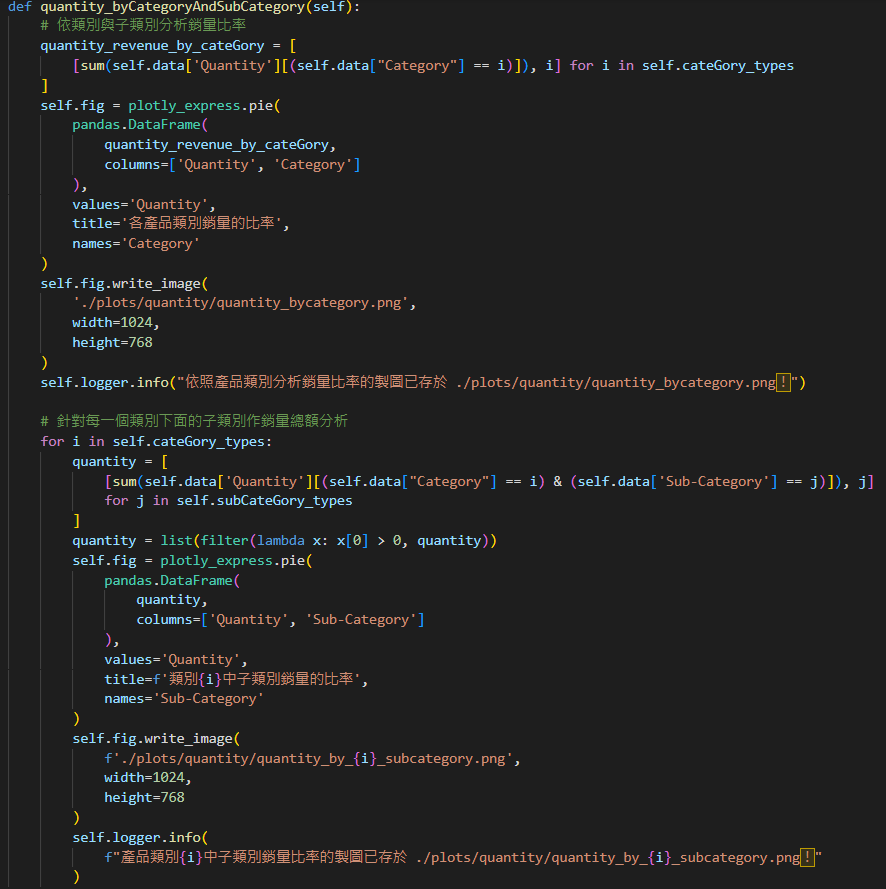 def quantity_byCategoryAndSubCategory(self):
    # 依類別與子類別分析銷量比率
    quantity_revenue_by_cateGory = [
        [sum(self.data['Quantity'][(self.data["Category"] == i)]), i] for i in self.cateGory_types
    ]
    self.fig = plotly_express.pie(
        pandas.DataFrame(
            quantity_revenue_by_cateGory,
            columns=['Quantity', 'Category']
        ),
        values='Quantity',
        title='各產品類別銷量的比率',
        names='Category'
    )
    self.fig.write_image(
        './plots/quantity/quantity_bycategory.png',
        width=1024,
        height=768
    )
    self.logger.info("依照產品類別分析銷量比率的製圖已存於 ./plots/quantity/quantity_bycategory.png！")

    # 針對每一個類別下面的子類別作銷量總額分析
    for i in self.cateGory_types:
        quantity = [
            [sum(self.data['Quantity'][(self.data["Category"] == i) & (self.data['Sub-Category'] == j)]), j]
            for j in self.subCateGory_types
        ]
        quantity = list(filter(lambda x: x[0] > 0, quantity))
        self.fig = plotly_express.pie(
            pandas.DataFrame(
                quantity,
                columns=['Quantity', 'Sub-Category']
            ),
            values='Quantity',
            title=f'類別{i}中子類別銷量的比率',
            names='Sub-Category'
        )
        self.fig.write_image(
            f'./plots/quantity/quantity_by_{i}_subcategory.png',
            width=1024,
            height=768
        )
        self.logger.info(
            f"產品類別{i}中子類別銷量比率的製圖已存於 ./plots/quantity/quantity_by_{i}_subcategory.png！"
        )